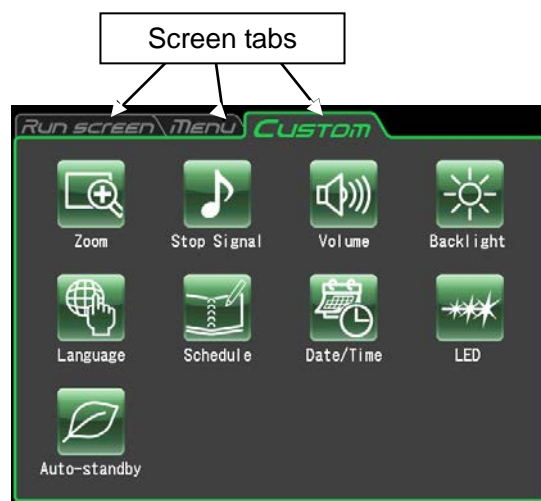 Screen tabs
Run screen Menu Custom
Zoom Stop Signal Volume Backlight
Language Schedule Date/Time LED
Auto-standby